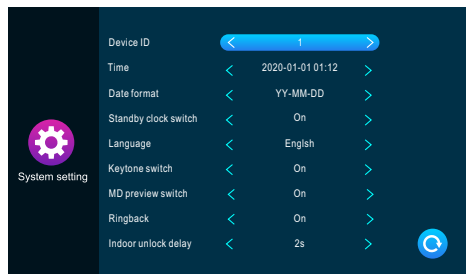 Device ID 1
Time 2020-01-01 01:12
Date format YY-MM-DD
Standby clock switch On
Language Englsh
Keytone switch On
System setting
MD preview switch On
Ringback On
Indoor unlock delay 2s